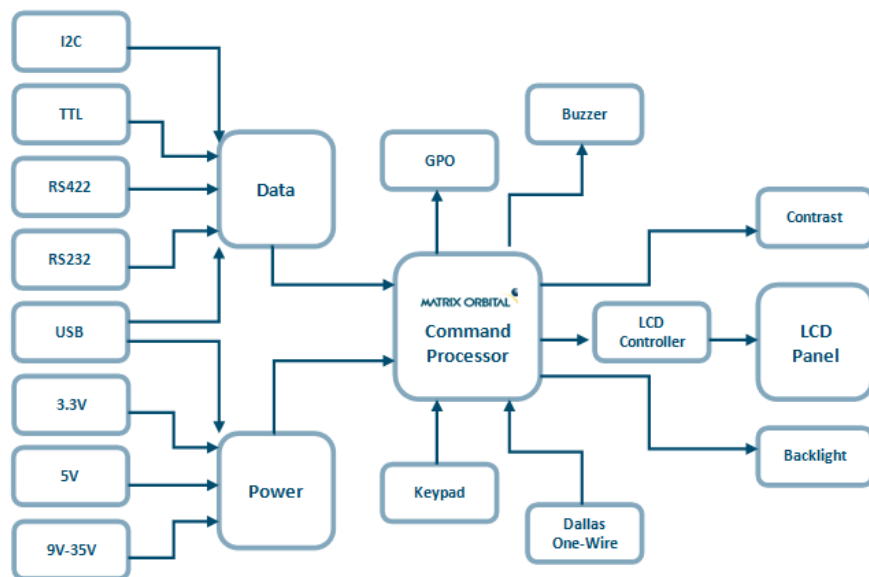 I2C
TTL
RS422
RS232
USB
3.3V
5V
9V-35V
Data
Power
GPO
Buzzer
MATRIX ORBITAL
Command
Processor
Keypad
Dallas
One-Wire
Contrast
LCD
Controller
LCD
Panel
Backlight